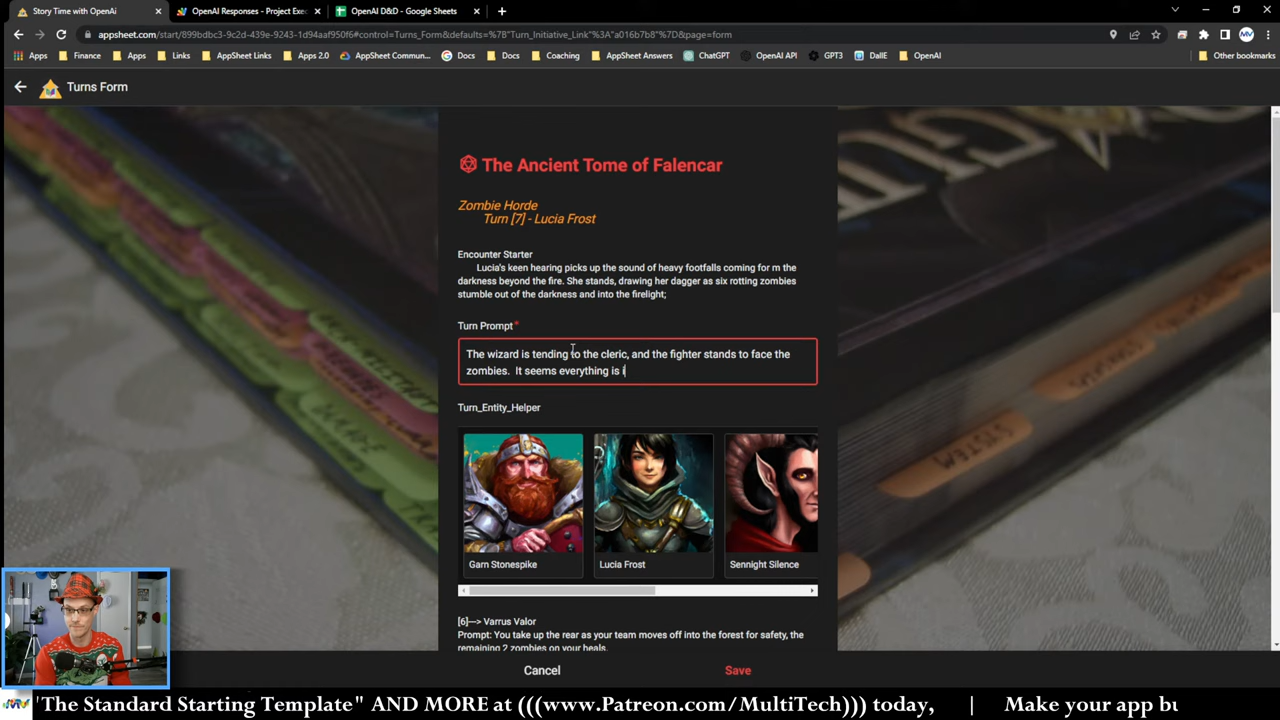 Story Time with OpenAi
OpenAI Responses - Project Exec
OpenAI D&D - Google Sheets
appsheet.com/start/899bdbc3-9c2d-439e-9243-1d94aaf950f6#control=Turns_Form&defaults=%7B"Turn_Initiative_Link"%3A"a016b7b8"%7D&page=form
Apps
Finance
Apps
Links
AppSheet Links
Apps 2.0
AppSheet Commun...
Docs
Docs
Coaching
AppSheet Answers
ChatGPT
OpenAI API
GPT3
DallE
OpenAI
Other bookmarks
Turns Form
The Ancient Tome of Falencar
Zombie Horde
Turn [7] - Lucia Frost
Encounter Starter
Lucia's keen hearing picks up the sound of heavy footfalls coming for m the
darkness beyond the fire. She stands, drawing her dagger as six rotting zombies
stumble out of the darkness and into the firelight;
Turn Prompt*
The wizard is tending to the cleric, and the fighter stands to face the
zombies. It seems everything is i
Turn_Entity_Helper
Garn Stonespike
Lucia Frost
Sennight Silence
[6]---> Varrus Valor
Prompt: You take up the rear as your team moves off into the forest for safety, the
remaining 2 zombies on your heals.
Cancel
Save
SYSTEM
"The Standard Starting Template" AND MORE at (((www.Patreon.com/MultiTech))) today, | Make your app bu